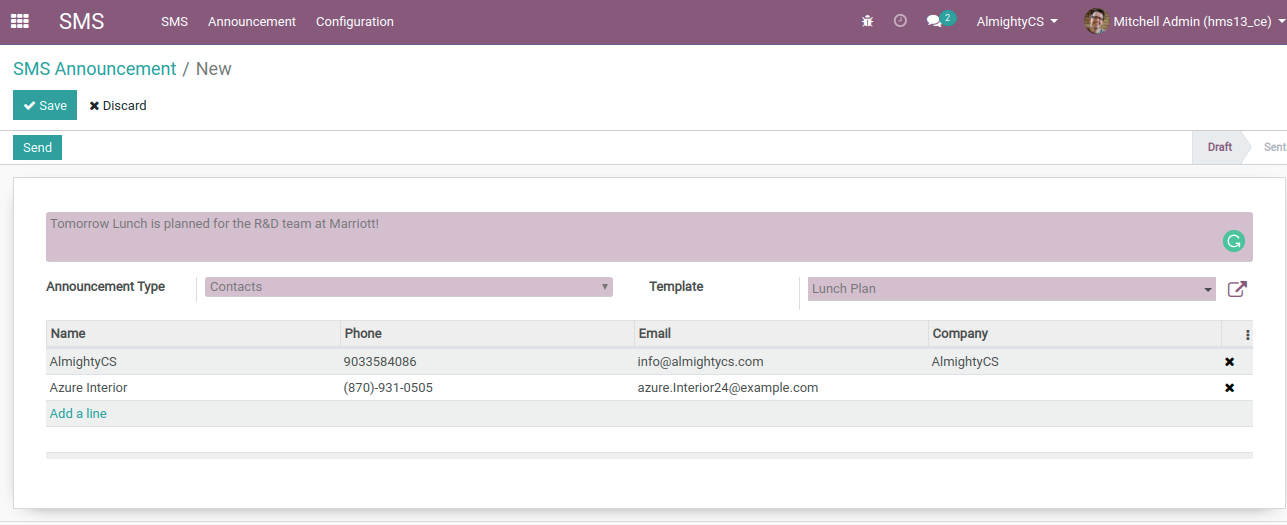 SMS SMS Announcement Configuration 2 AlmightyCS Mitchell Admin (hms13_ce)
SMS Announcement / New
Save Discard
Send Draft Sent
Tomorrow Lunch is planned for the R&D team at Marriott!
Announcement Type Contacts Template Lunch Plan
Name Phone Email Company
AlmightyCS 9033584086 info@almightycs.com AlmightyCS
Azure Interior (870)-931-0505 azure.Interior24@example.com
Add a line